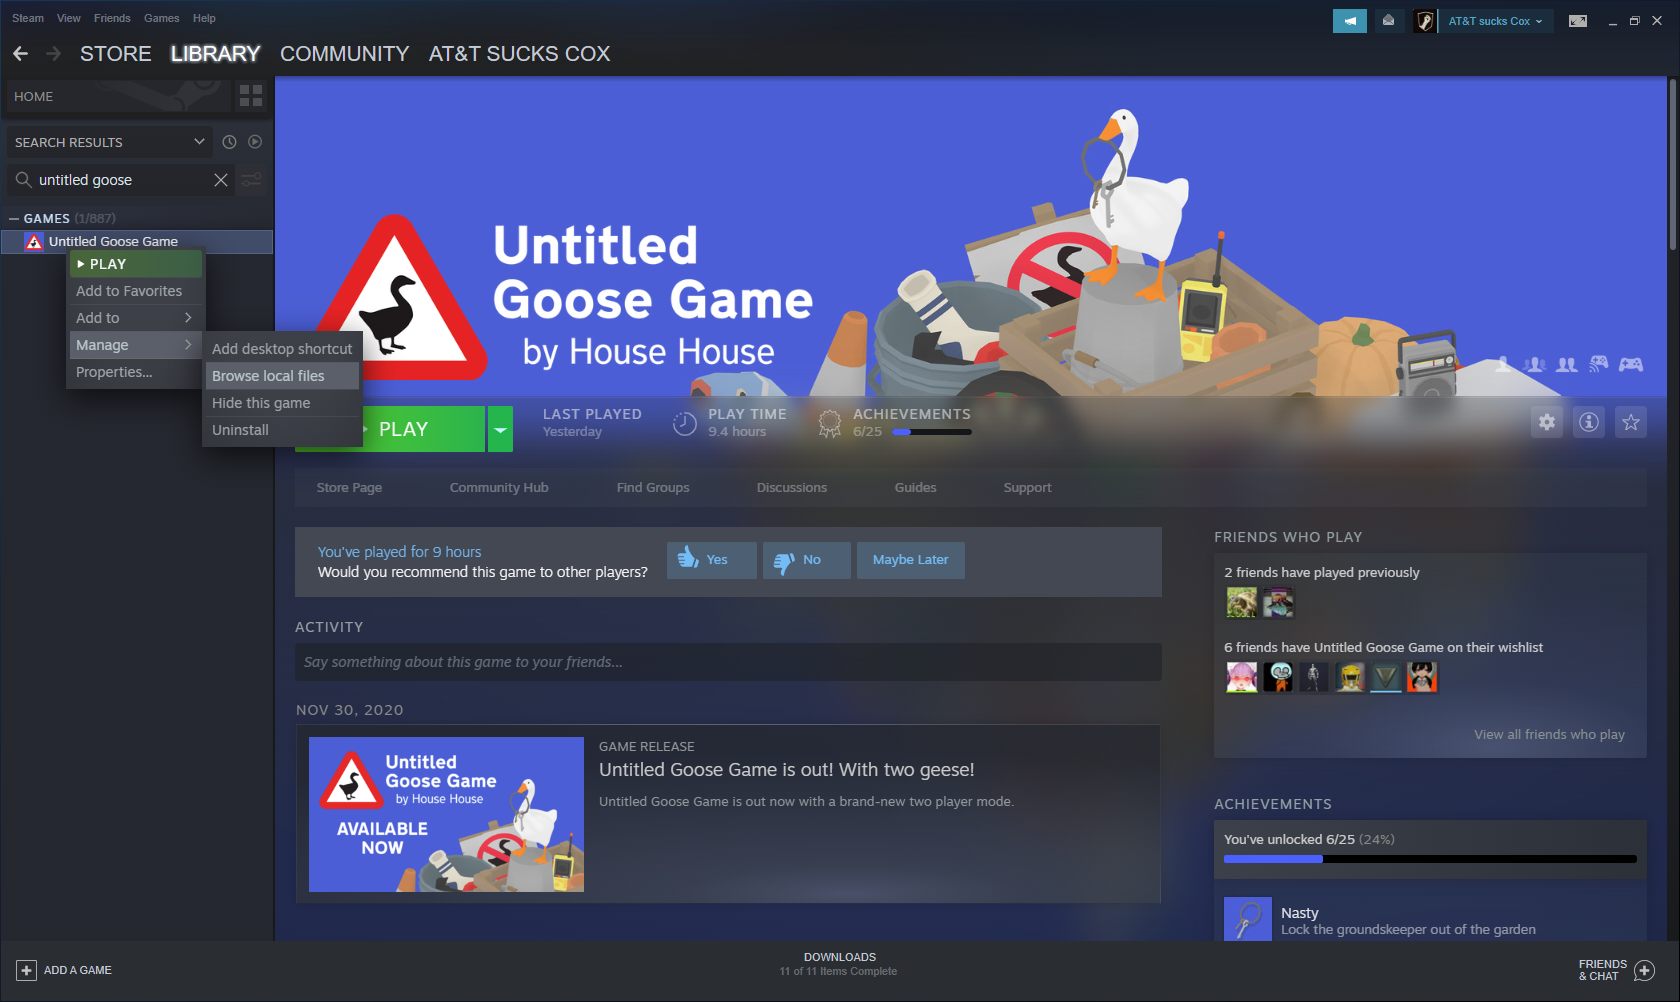 Steam View Friends Games Help
AT&T sucks Cox
STORE LIBRARY COMMUNITY AT&T SUCKS COX
HOME
SEARCH RESULTS
untitled goose
GAMES (1/887)
Untitled Goose Game
PLAY
Add to Favorites
Add to
Manage
Properties...
Add desktop shortcut
Browse local files
Hide this game
Uninstall
Untitled
Goose Game
by House House
PLAY
LAST PLAYED
Yesterday
PLAY TIME
9.4 hours
ACHIEVEMENTS
6/25
Store Page Community Hub Find Groups Discussions Guides Support
You've played for 9 hours
Would you recommend this game to other players?
Yes No Maybe Later
ACTIVITY
Say something about this game to your friends...
NOV 30, 2020
Untitled
Goose Game
by House House
AVAILABLE
NOW
GAME RELEASE
Untitled Goose Game is out! With two geese!
Untitled Goose Game is out now with a brand-new two player mode.
FRIENDS WHO PLAY
2 friends have played previously
6 friends have Untitled Goose Game on their wishlist
View all friends who play
ACHIEVEMENTS
You've unlocked 6/25 (24%)
Nasty
Lock the groundskeeper out of the garden
ADD A GAME
DOWNLOADS
11 of 11 Items Complete
FRIENDS
& CHAT